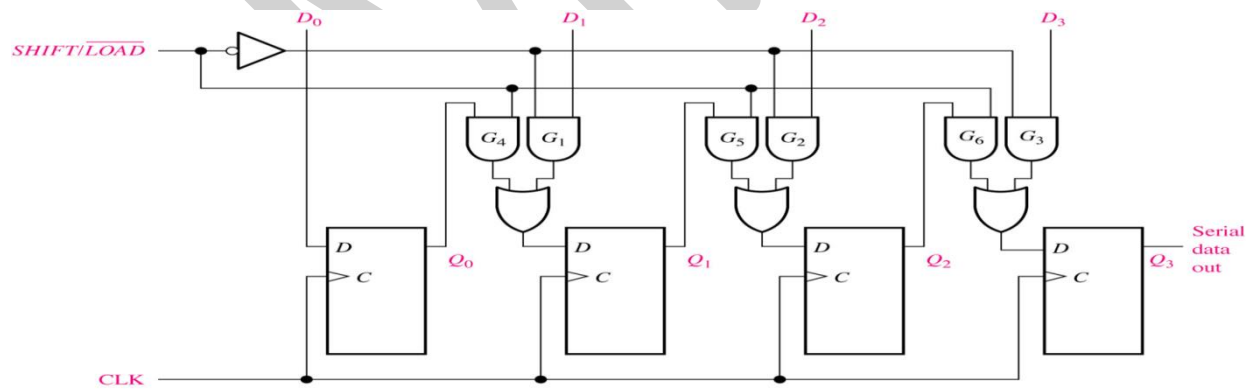 D₀ D₁ D₂ D₃
SHIFT/L̅O̅A̅D̅
G₄ G₁ G₅ G₂ G₆ G₃
D D D D
Q₀ Q₁ Q₂ Q₃
Serial
data
out
C C C C
CLK